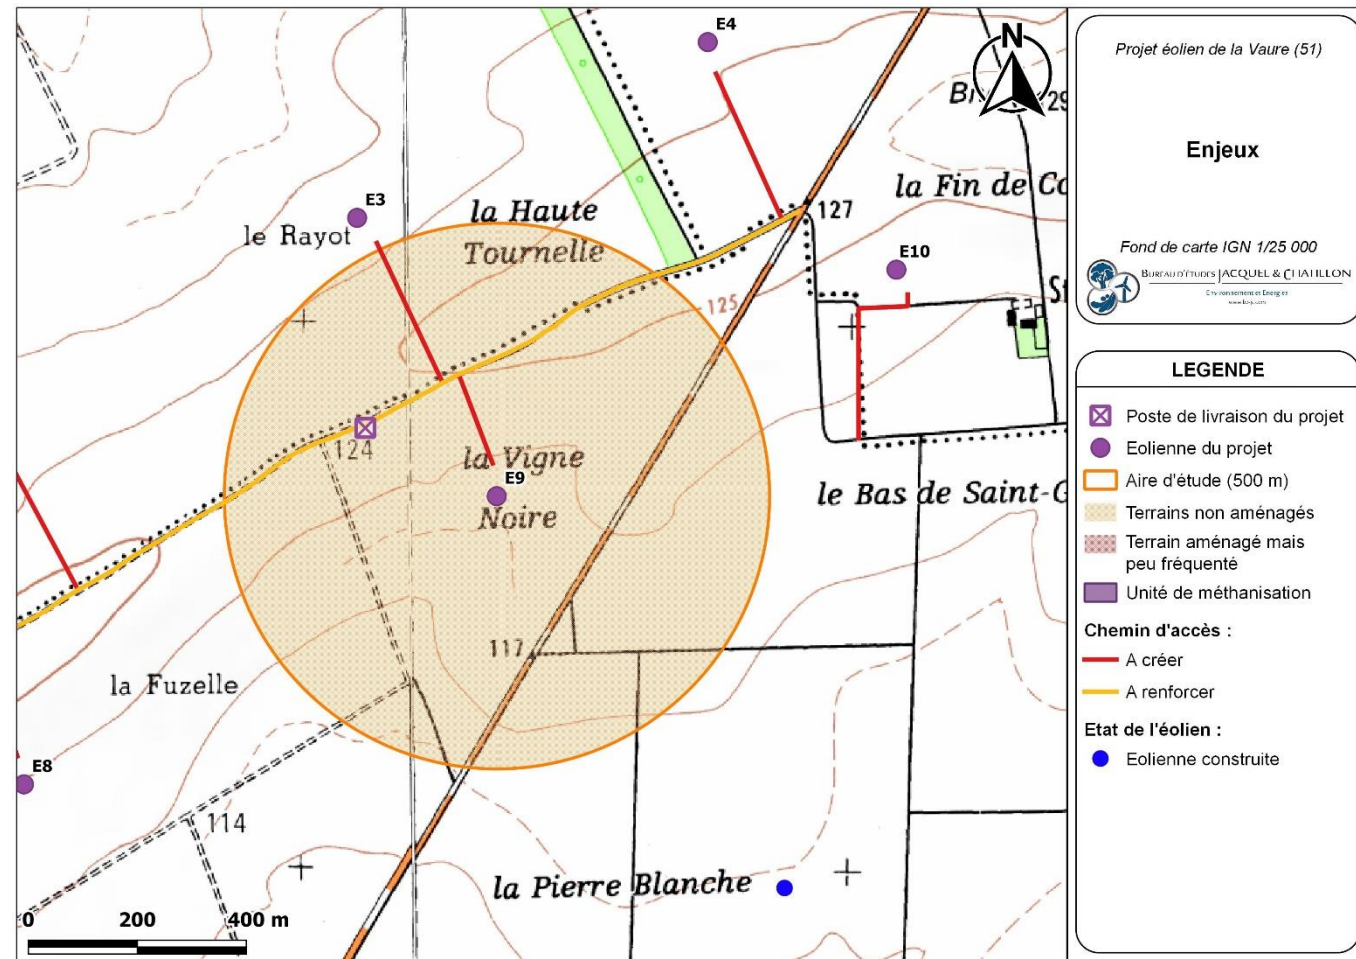 E4
N
127
la Fin de Co
E3
la Haute
le Rayot
Tournelle
E10
125
124
la Vigne
E9
Noire
le Bas de Saint-G
117
la Fuzelle
E8
114
la Pierre Blanche
0 200 400 m
Projet éolien de la Vaure (51)
Enjeux
Fond de carte IGN 1/25 000
BUREAU D'ÉTUDES JACQUEL & CHATILLON
Environnement et Energies
LEGENDE
Poste de livraison du projet
Eolienne du projet
Aire d'étude (500 m)
Terrains non aménagés
Terrain aménagé mais
peu fréquenté
Unité de méthanisation
Chemin d'accès :
A créer
A renforcer
Etat de l'éolien :
Eolienne construite